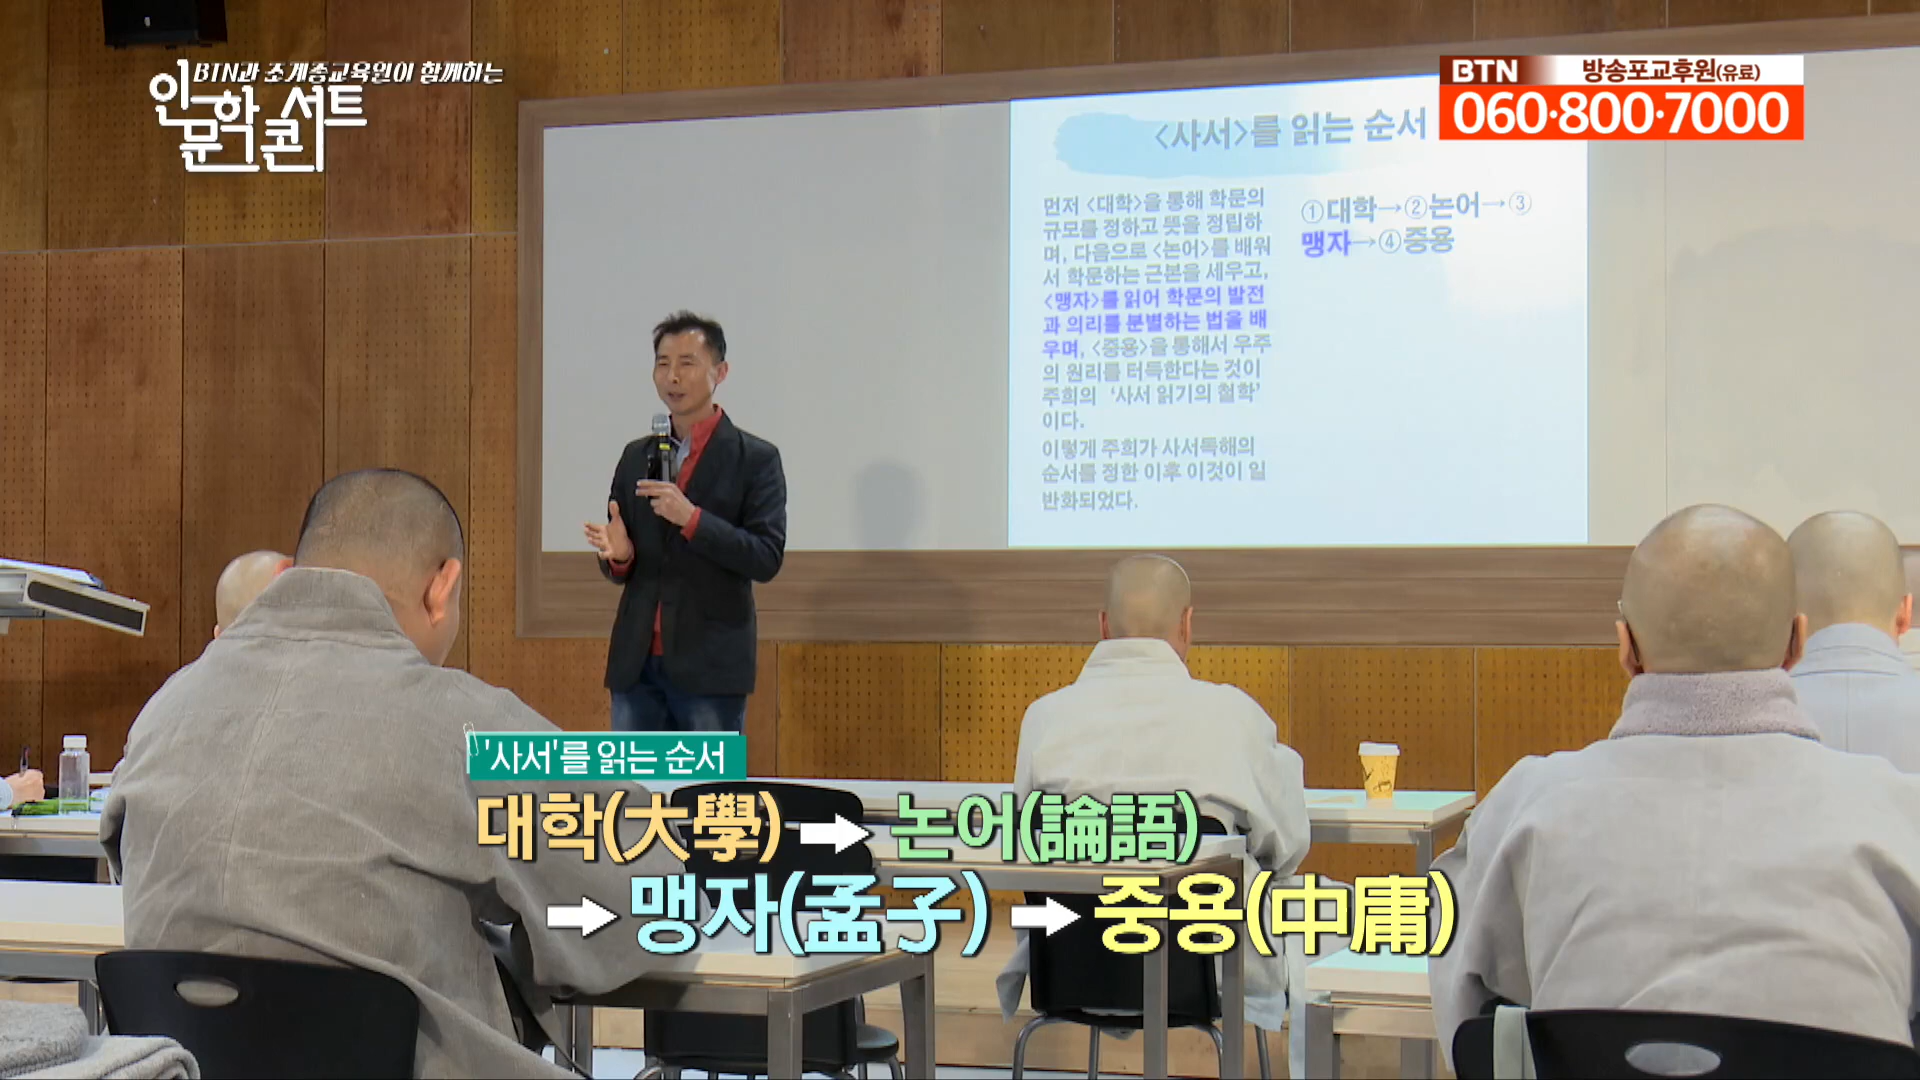 BTN과 조계종교육원이 함께하는
인문학 콘서트
BTN 방송포교후원(유료)
060·800·7000
<사서>를 읽는 순서
먼저 <대학>을 통해 학문의
규모를 정하고 뜻을 정립하
며, 다음으로 <논어>를 배워
서 학문하는 근본을 세우고,
<맹자>를 읽어 학문의 발전
과 의리를 분별하는 법을 배
우며, <중용>을 통해서 우주
의 원리를 터득한다는 것이
주희의 ‘사서 읽기의 철학’
이다.
이렇게 주희가 사서독해의
순서를 정한 이후 이것이 일
반화되었다.
①대학→②논어→③
맹자→④중용
'사서'를 읽는 순서
대학(大學) → 논어(論語)
→ 맹자(孟子) → 중용(中庸)